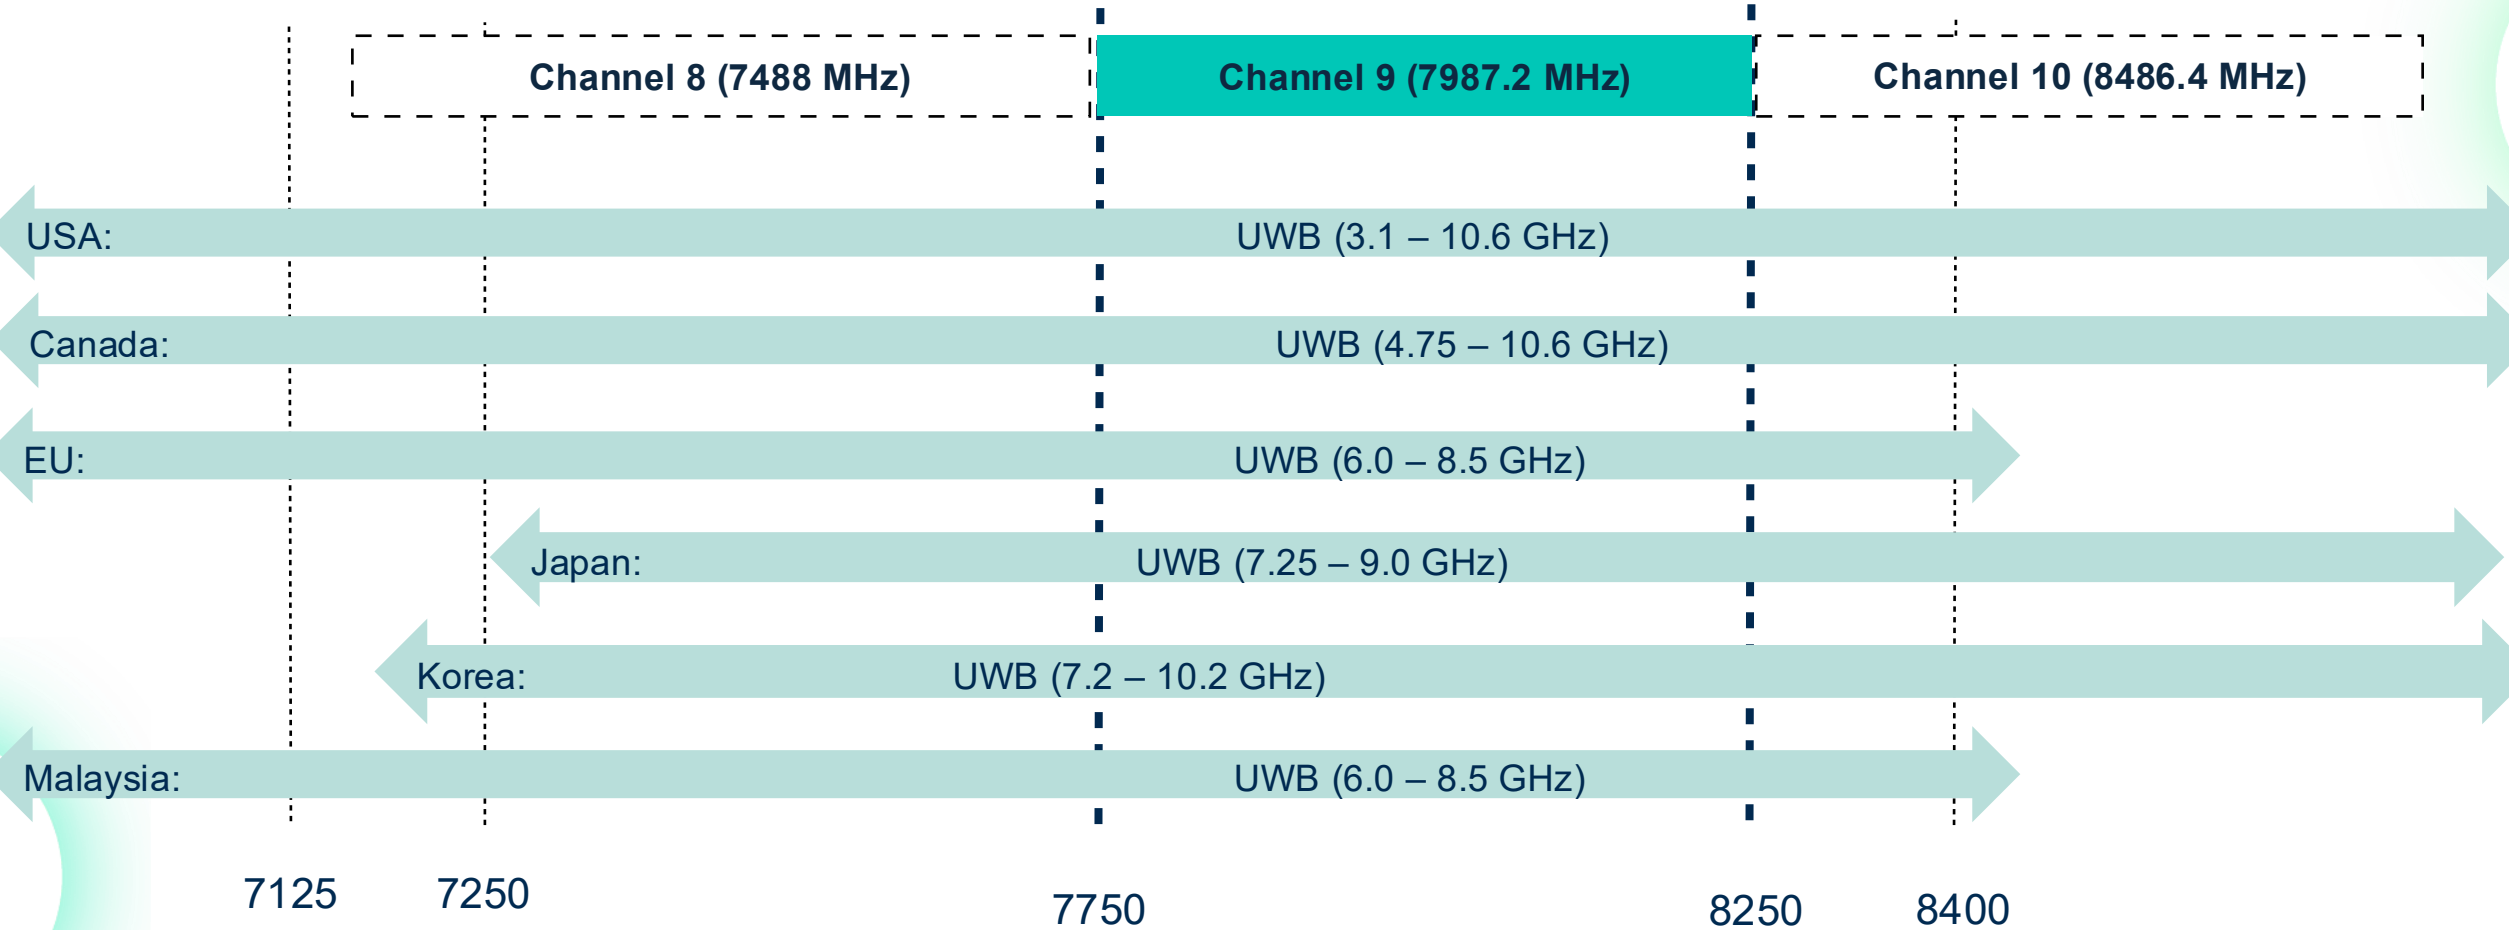 Channel 8 (7488 MHz)
Channel 9 (7987.2 MHz)
Channel 10 (8486.4 MHz)
USA: UWB (3.1 – 10.6 GHz)
Canada: UWB (4.75 – 10.6 GHz)
EU: UWB (6.0 – 8.5 GHz)
Japan: UWB (7.25 – 9.0 GHz)
Korea: UWB (7.2 – 10.2 GHz)
Malaysia: UWB (6.0 – 8.5 GHz)
7125 7250 7750 8250 8400